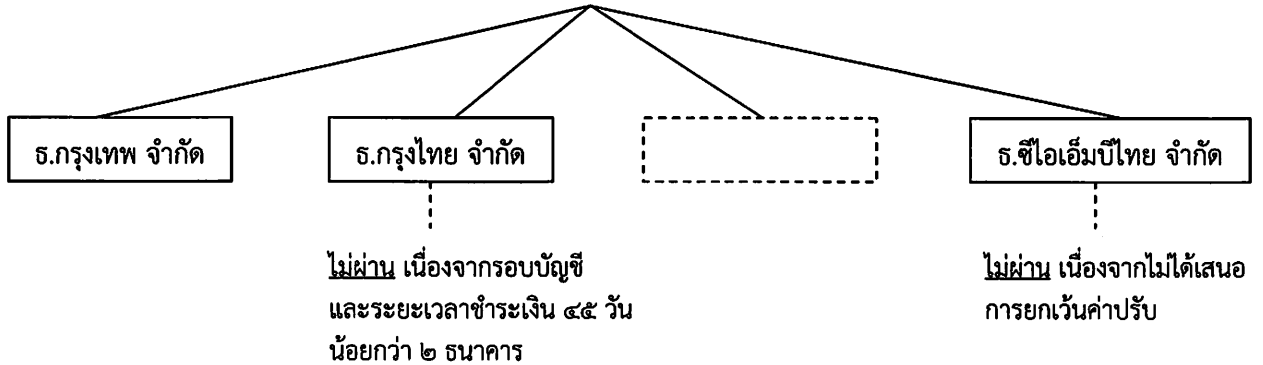 ธ.กรุงเทพ จำกัด
ธ.กรุงไทย จำกัด
ธ.ซีไอเอ็มบีไทย จำกัด
ไม่ผ่าน เนื่องจากรอบบัญชี
และระยะเวลาชำระเงิน ๔๕ วัน
น้อยกว่า ๒ ธนาคาร
ไม่ผ่าน เนื่องจากไม่ได้เสนอ
การยกเว้นค่าปรับ